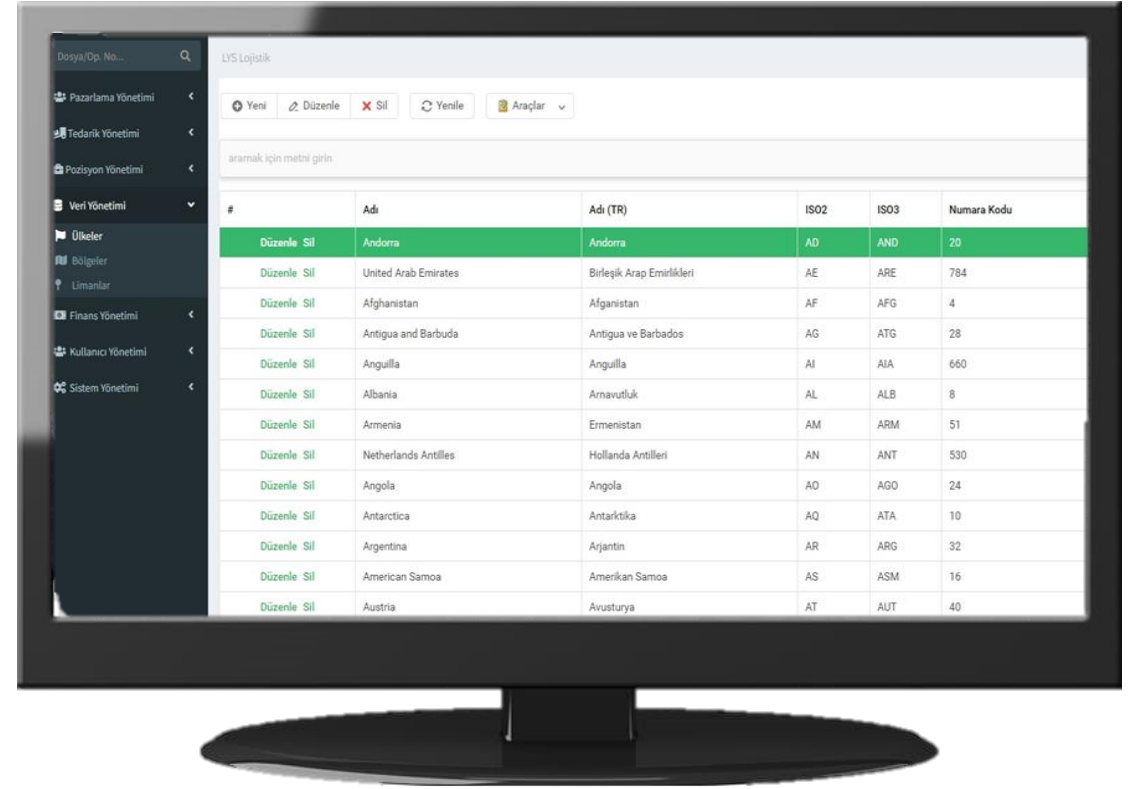 Dosya/Op. No...
LYS Lojistik
Pazarlama Yönetimi
Tedarik Yönetimi
Pozisyon Yönetimi
Veri Yönetimi
Ülkeler
Bölgeler
Limanlar
Finans Yönetimi
Kullanıcı Yönetimi
Sistem Yönetimi
Yeni Düzenle Sil Yenile Araçlar
aramak için metni girin
# Adı Adı (TR) ISO2 ISO3 Numara Kodu
Düzenle Sil Andorra Andorra AD AND 20
Düzenle Sil United Arab Emirates Birleşik Arap Emirlikleri AE ARE 784
Düzenle Sil Afghanistan Afganistan AF AFG 4
Düzenle Sil Antigua and Barbuda Antigua ve Barbados AG ATG 28
Düzenle Sil Anguilla Anguilla AI AIA 660
Düzenle Sil Albania Arnavutluk AL ALB 8
Düzenle Sil Armenia Ermenistan AM ARM 51
Düzenle Sil Netherlands Antilles Hollanda Antilleri AN ANT 530
Düzenle Sil Angola Angola AO AGO 24
Düzenle Sil Antarctica Antarktika AQ ATA 10
Düzenle Sil Argentina Arjantin AR ARG 32
Düzenle Sil American Samoa Amerikan Samoa AS ASM 16
Düzenle Sil Austria Avusturya AT AUT 40